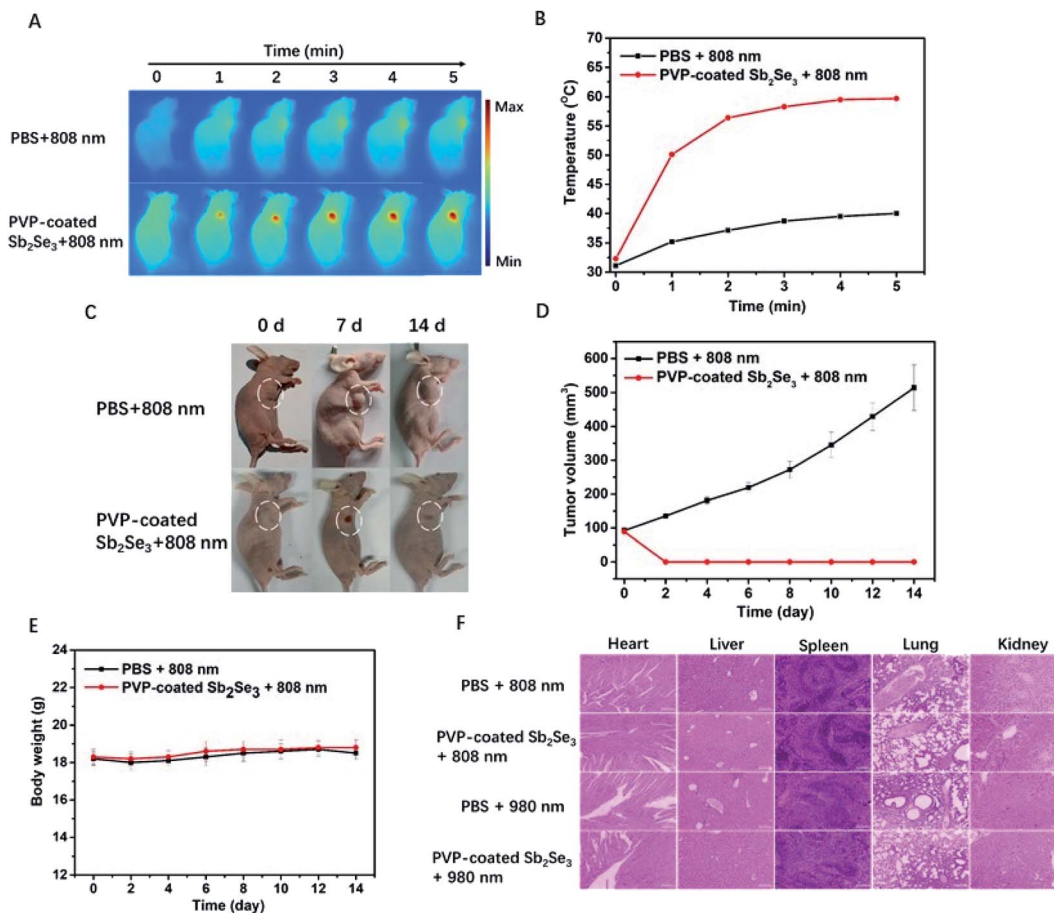 A
Time (min)
0 1 2 3 4 5
PBS+808 nm
PVP-coated
Sb₂Se₃+808 nm
Max
Min
B
PBS + 808 nm
PVP-coated Sb₂Se₃ + 808 nm
Temperature (°C)
70
65
60
55
50
45
40
35
30
0 1 2 3 4 5
Time (min)
C
0 d 7 d 14 d
PBS+808 nm
PVP-coated
Sb₂Se₃+808 nm
D
PBS + 808 nm
PVP-coated Sb₂Se₃ + 808 nm
Tumor volume (mm³)
600
500
400
300
200
100
0
0 2 4 6 8 10 12 14
Time (day)
E
PBS + 808 nm
PVP-coated Sb₂Se₃ + 808 nm
Body weight (g)
24
22
20
18
16
14
12
0 2 4 6 8 10 12 14
Time (day)
F
Heart Liver Spleen Lung Kidney
PBS + 808 nm
PVP-coated Sb₂Se₃
+ 808 nm
PBS + 980 nm
PVP-coated Sb₂Se₃
+ 980 nm